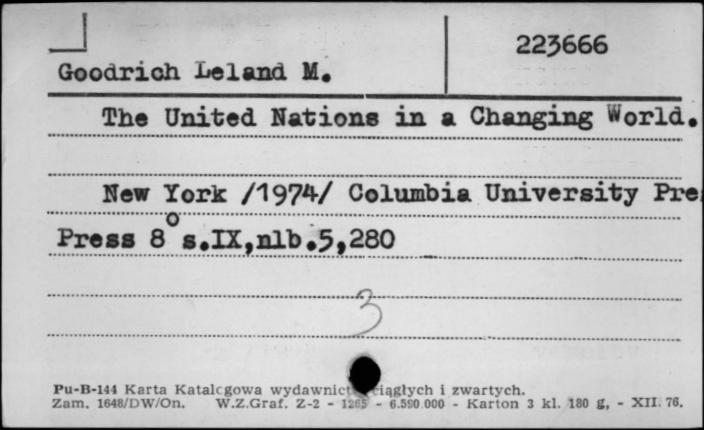 223666
Goodrich Leland M.
The United Nations in a Changing World.
New York /1974/ Columbia University Pre
Press 8° s.IX,nlb.5,280
3
Pu-B-144 Karta Katalogowa wydawnict ciągłych i zwartych.
Zam. 1648/DW/On. W.Z.Graf. Z-2 - 1265 - 6.590.000 - Karton 3 kl. 180 g, - XII. 76.